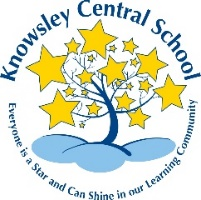 Knowsley Central School
Everyone is a Star and Can Shine in our Learning Community